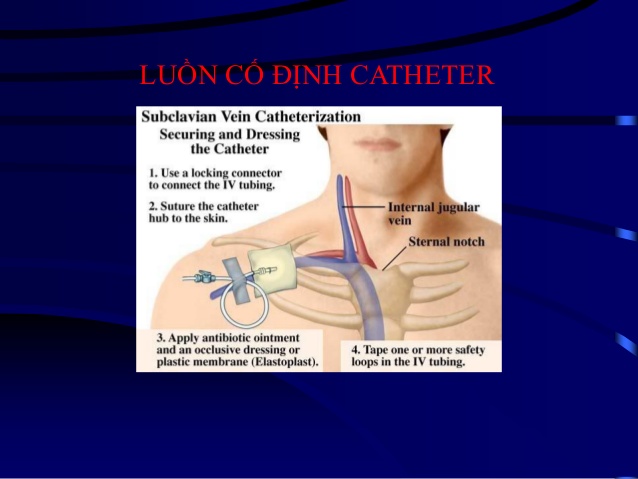 LUỒN CỐ ĐỊNH CATHETER
Subclavian Vein Catheterization
Securing and Dressing
the Catheter
1. Use a locking connector
to connect the IV tubing.
2. Suture the catheter
hub to the skin.
Internal jugular
vein
Sternal notch
3. Apply antibiotic ointment
and an occlusive dressing or
plastic membrane (Elastoplast).
4. Tape one or more safety
loops in the IV tubing.